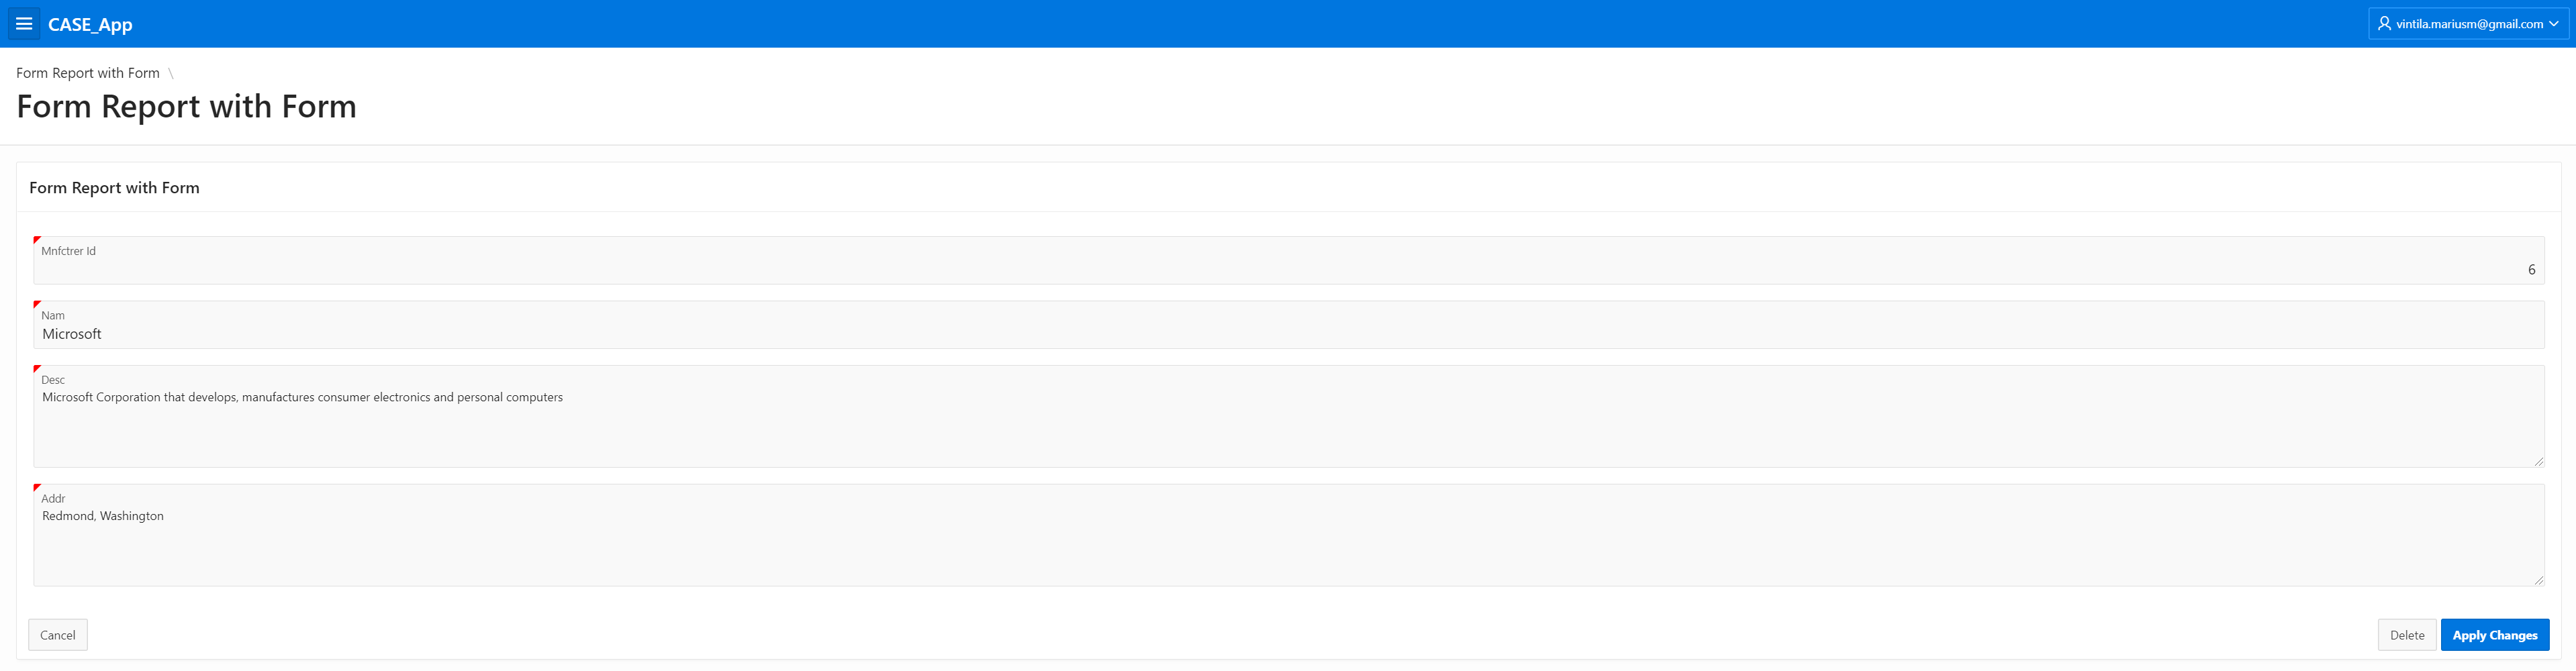 CASE_App
vintila.mariusm@gmail.com
Form Report with Form \
Form Report with Form
Form Report with Form
Mnfctrer Id
6
Nam
Microsoft
Desc
Microsoft Corporation that develops, manufactures consumer electronics and personal computers
Addr
Redmond, Washington
Cancel
Delete
Apply Changes